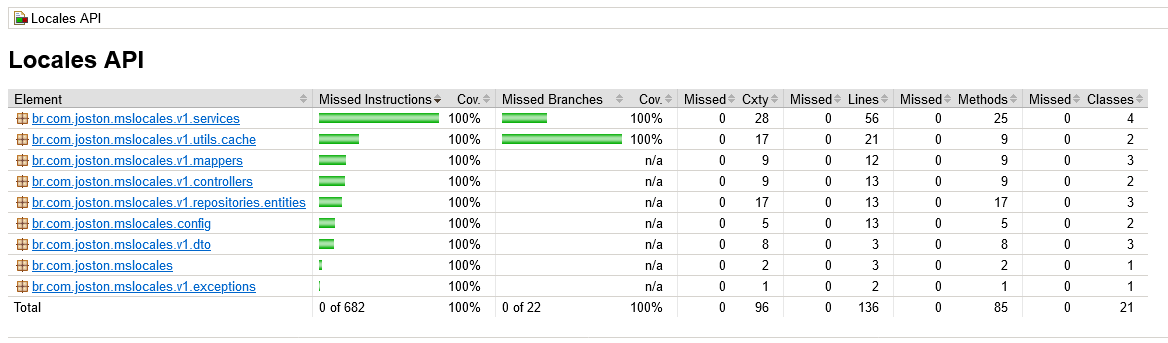 Locales API
Locales API
Element Missed Instructions Cov. Missed Branches Cov. Missed Cxty Missed Lines Missed Methods Missed Classes
br.com.joston.mslocales.v1.services 100% 100% 0 28 0 56 0 25 0 4
br.com.joston.mslocales.v1.utils.cache 100% 100% 0 17 0 21 0 9 0 2
br.com.joston.mslocales.v1.mappers 100% n/a 0 9 0 12 0 9 0 3
br.com.joston.mslocales.v1.controllers 100% n/a 0 9 0 13 0 9 0 2
br.com.joston.mslocales.v1.repositories.entities 100% n/a 0 17 0 13 0 17 0 3
br.com.joston.mslocales.config 100% n/a 0 5 0 13 0 5 0 2
br.com.joston.mslocales.v1.dto 100% n/a 0 8 0 3 0 8 0 3
br.com.joston.mslocales 100% n/a 0 2 0 3 0 2 0 1
br.com.joston.mslocales.v1.exceptions 100% n/a 0 1 0 2 0 1 0 1
Total 0 of 682 100% 0 of 22 100% 0 96 0 136 0 85 0 21